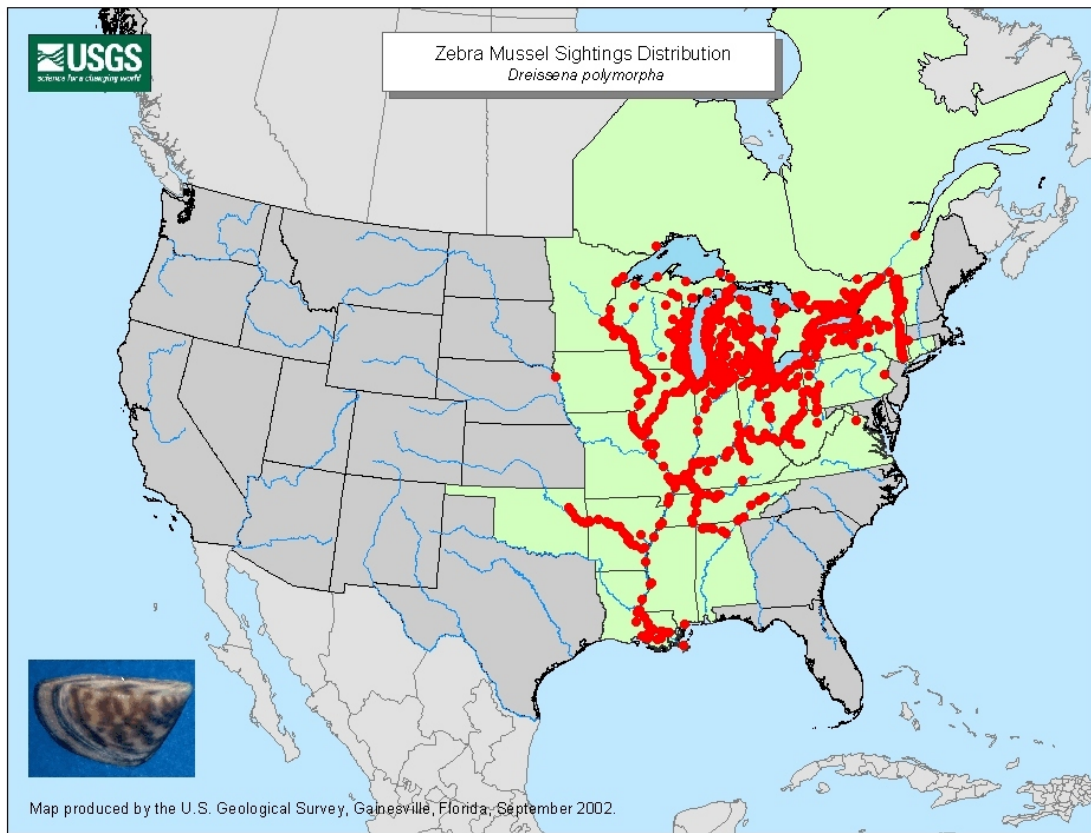 USGS
science for a changing world
Zebra Mussel Sightings Distribution
Dreissena polymorpha
Map produced by the U.S. Geological Survey, Gainesville, Florida, September 2002.